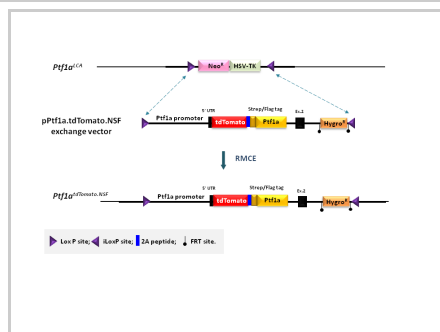 Ptf1a^LCA
Neo^R HSV-TK
pPtf1a.tdTomato.NSF
exchange vector
5' UTR Strep/Flag tag Ex.2
Ptf1a promoter tdTomato Ptf1a Hygro^R
RMCE
Ptf1a^tdTomato.NSF
5' UTR Strep/Flag tag Ex.2
Ptf1a promoter tdTomato Ptf1a Hygro^R
Lox P site; iLoxP site; 2A peptide; FRT site.